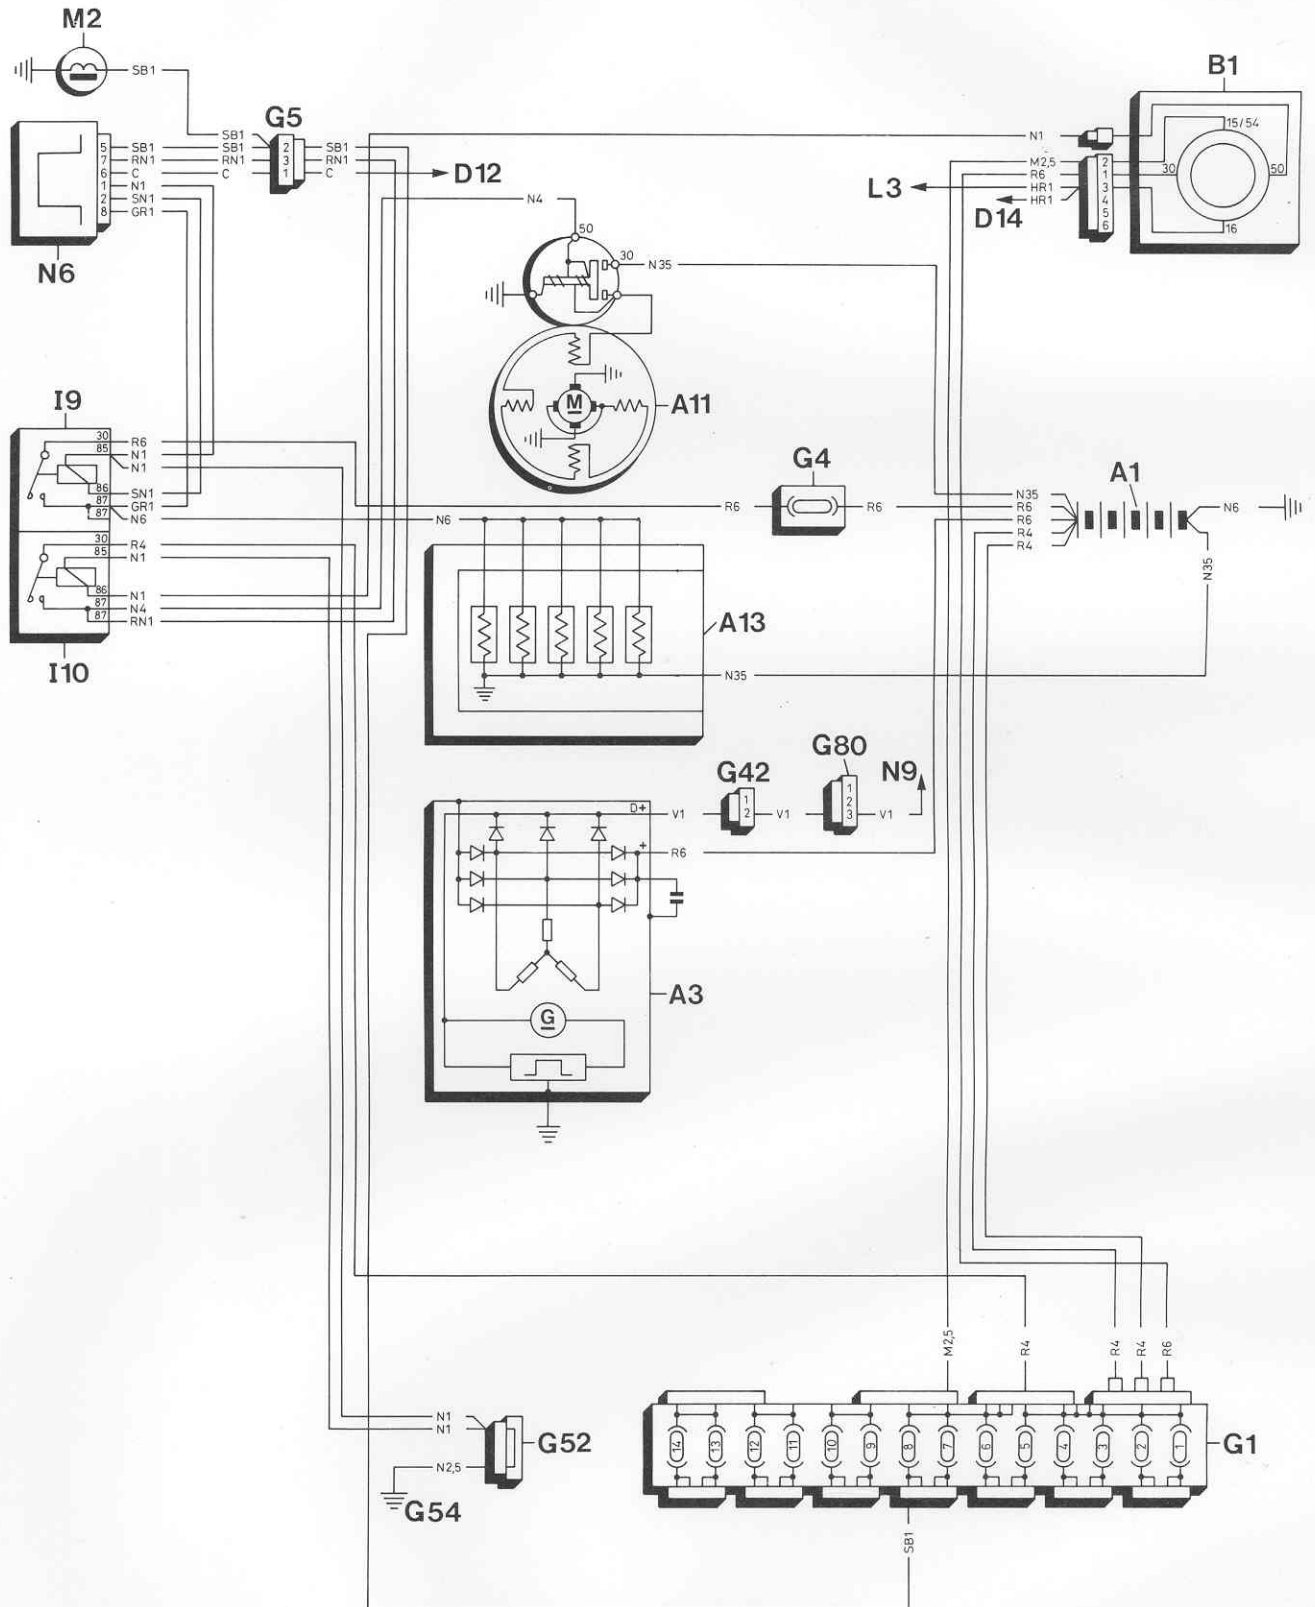 M2
SB1
B1
G5
15/54
SB1
N1
5 SB1 SB1 2 SB1
7 RN1 RN1 3 RN1
6 C C 1 C
D12
1 N1
2 SN1
8 GR1
N6
M2,5 2
R6 1
HR1 3
HR1 4
5
6
30
50
16
L3
D14
N4
50
30
N35
M
A11
I9
30 R6
85 N1
N1
86 SN1
87 GR1
87 N6
30 R4
85 N1
86 N1
87 N4
87 RN1
I10
G4
R6
R6
A1
N35
R6
R6
R4
R4
N6
N35
N6
A13
N35
G80
G42
N9
D+
V1
1
2
V1
1
2
3
V1
+
R6
A3
G
M2,5
R4
R4
R4
R6
N1
N1
G52
N2,5
G54
14 13 12 11 10 9 8 7 6 5 4 3 2 1
G1
SB1